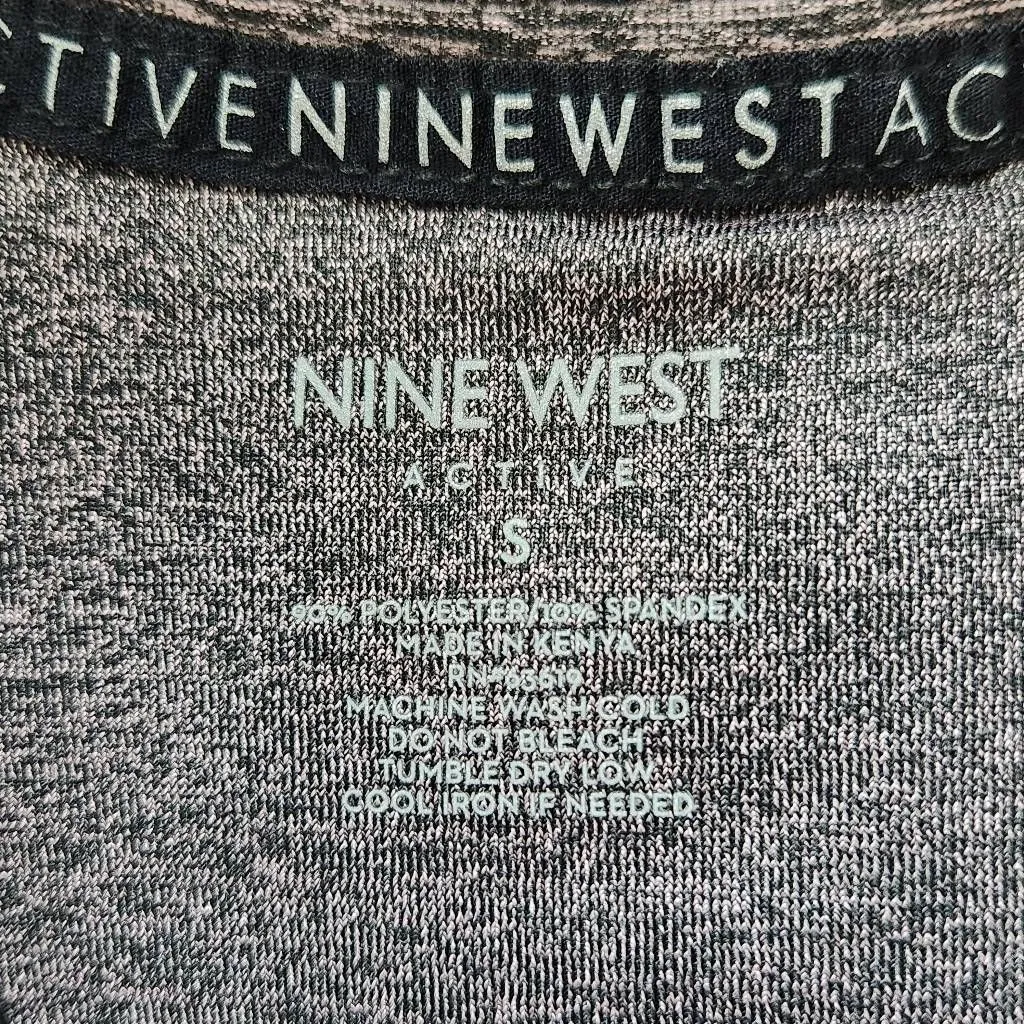 CTIVENINEWESTAC
NINE WEST
ACTIVE
S
90% POLYESTER/10% SPANDEX
MADE IN KENYA
RN#63619
MACHINE WASH COLD
DO NOT BLEACH
TUMBLE DRY LOW
COOL IRON IF NEEDED